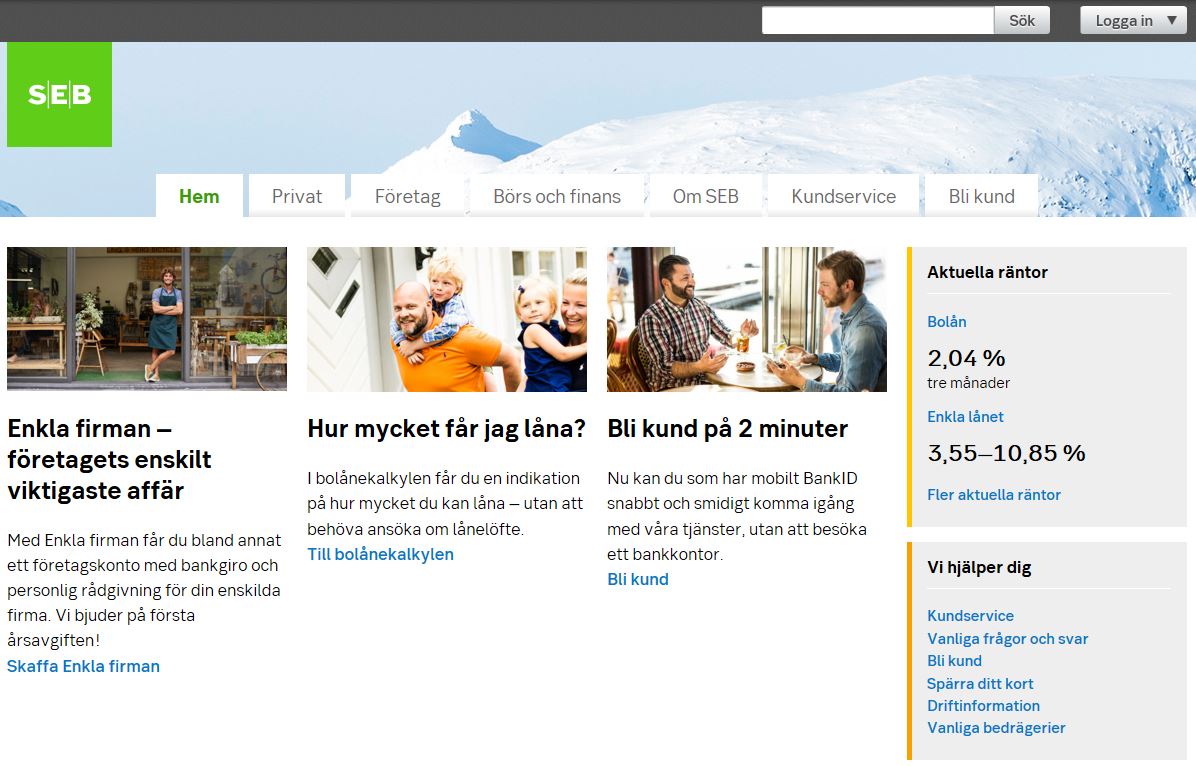 Sök
Logga in ▼
S|E|B
Hem
Privat
Företag
Börs och finans
Om SEB
Kundservice
Bli kund
Enkla firman –
företagets enskilt
viktigaste affär
Med Enkla firman får du bland annat
ett företagskonto med bankgiro och
personlig rådgivning för din enskilda
firma. Vi bjuder på första
årsavgiften!
Skaffa Enkla firman
Hur mycket får jag låna?
I bolånekalkylen får du en indikation
på hur mycket du kan låna – utan att
behöva ansöka om lånelöfte.
Till bolånekalkylen
Bli kund på 2 minuter
Nu kan du som har mobilt BankID
snabbt och smidigt komma igång
med våra tjänster, utan att besöka
ett bankkontor.
Bli kund
Aktuella räntor
Bolån
2,04 %
tre månader
Enkla lånet
3,55–10,85 %
Fler aktuella räntor
Vi hjälper dig
Kundservice
Vanliga frågor och svar
Bli kund
Spärra ditt kort
Driftinformation
Vanliga bedrägerier